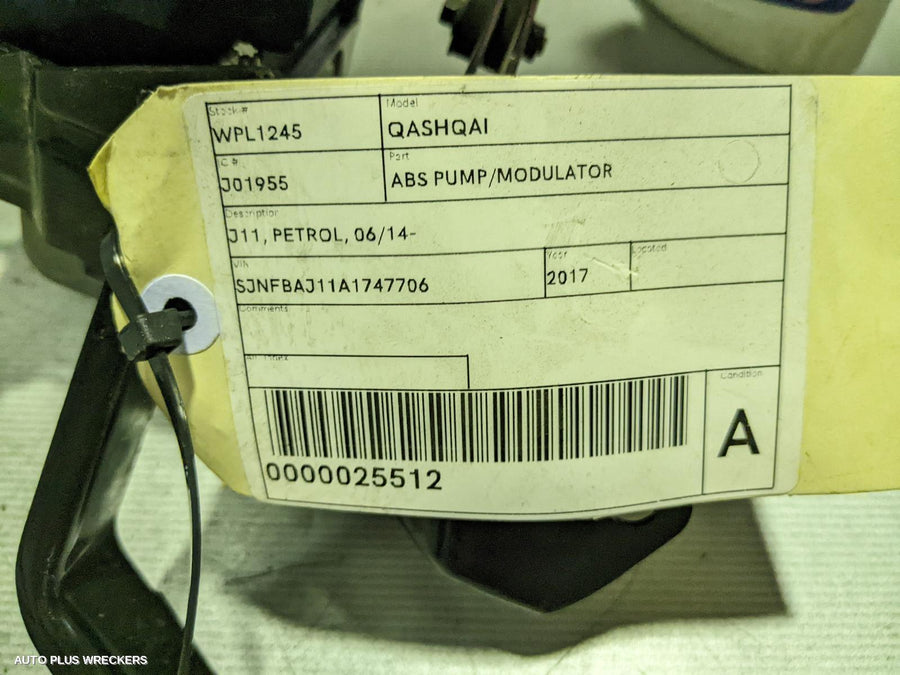 Stock #
Model
WPL1245
QASHQAI
C #
Part
J01955
ABS PUMP/MODULATOR
Description
J11, PETROL, 06/14-
VIN
Year
Located
SJNFBAJ11A1747706
2017
Comments
Condition
A
0000025512
AUTO PLUS WRECKERS